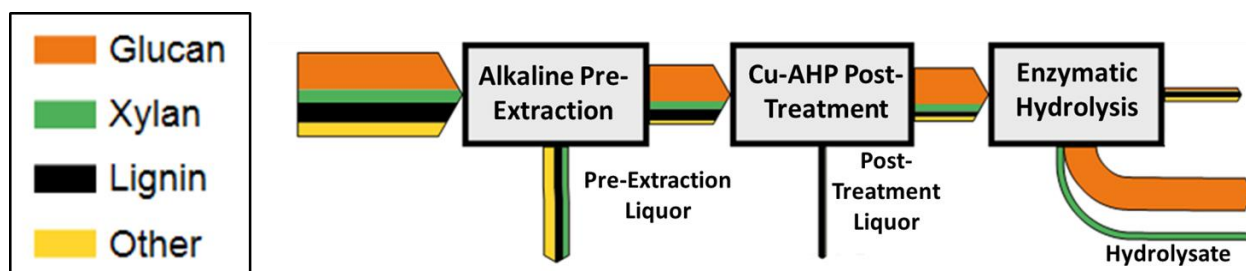 Glucan
Xylan
Lignin
Other
Alkaline Pre-
Extraction
Cu-AHP Post-
Treatment
Enzymatic
Hydrolysis
Pre-Extraction
Liquor
Post-
Treatment
Liquor
Hydrolysate